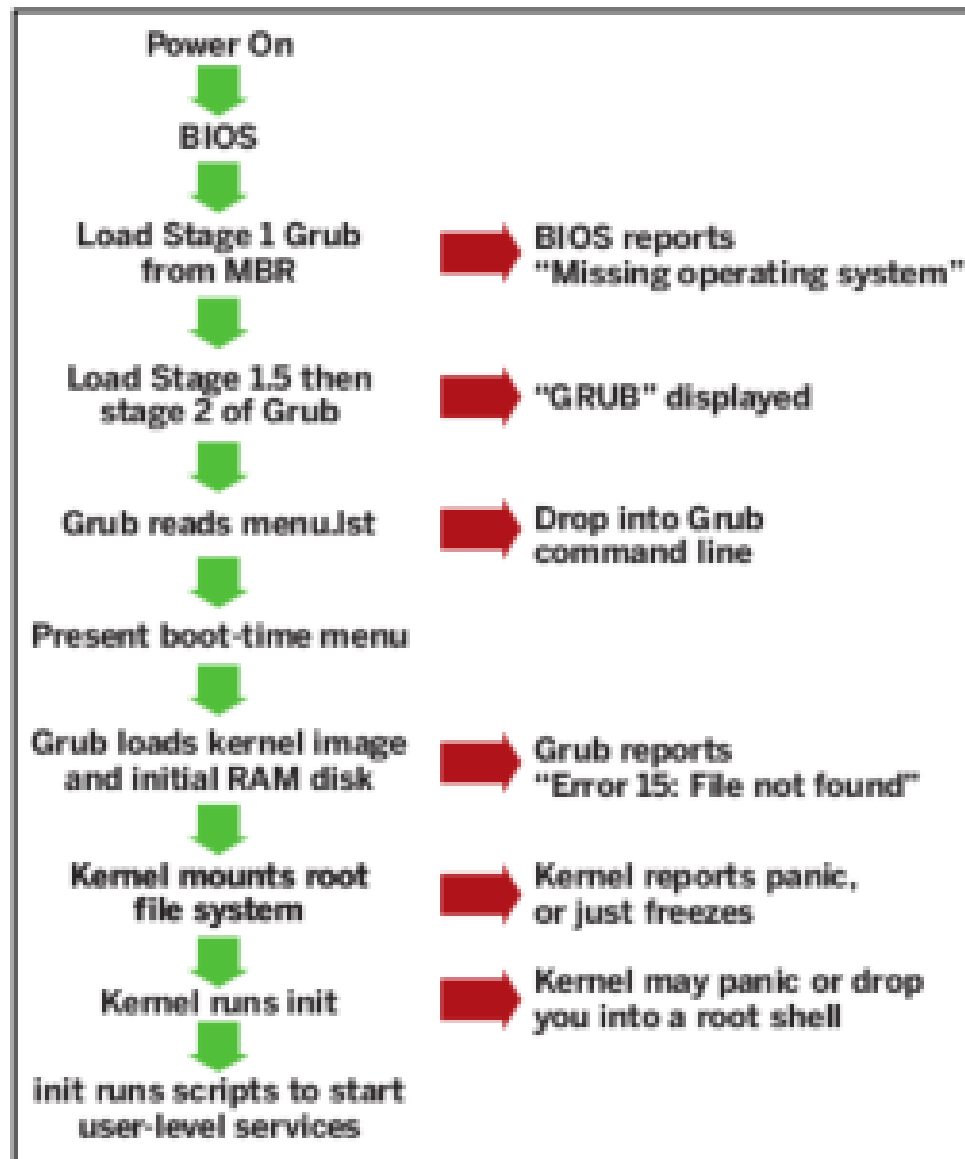 Power On
BIOS
Load Stage 1 Grub
from MBR
BIOS reports
“Missing operating system”
Load Stage 1.5 then
stage 2 of Grub
“GRUB” displayed
Grub reads menu.lst
Drop into Grub
command line
Present boot-time menu
Grub loads kernel image
and initial RAM disk
Grub reports
“Error 15: File not found”
Kernel mounts root
file system
Kernel reports panic,
or just freezes
Kernel runs init
Kernel may panic or drop
you into a root shell
init runs scripts to start
user-level services